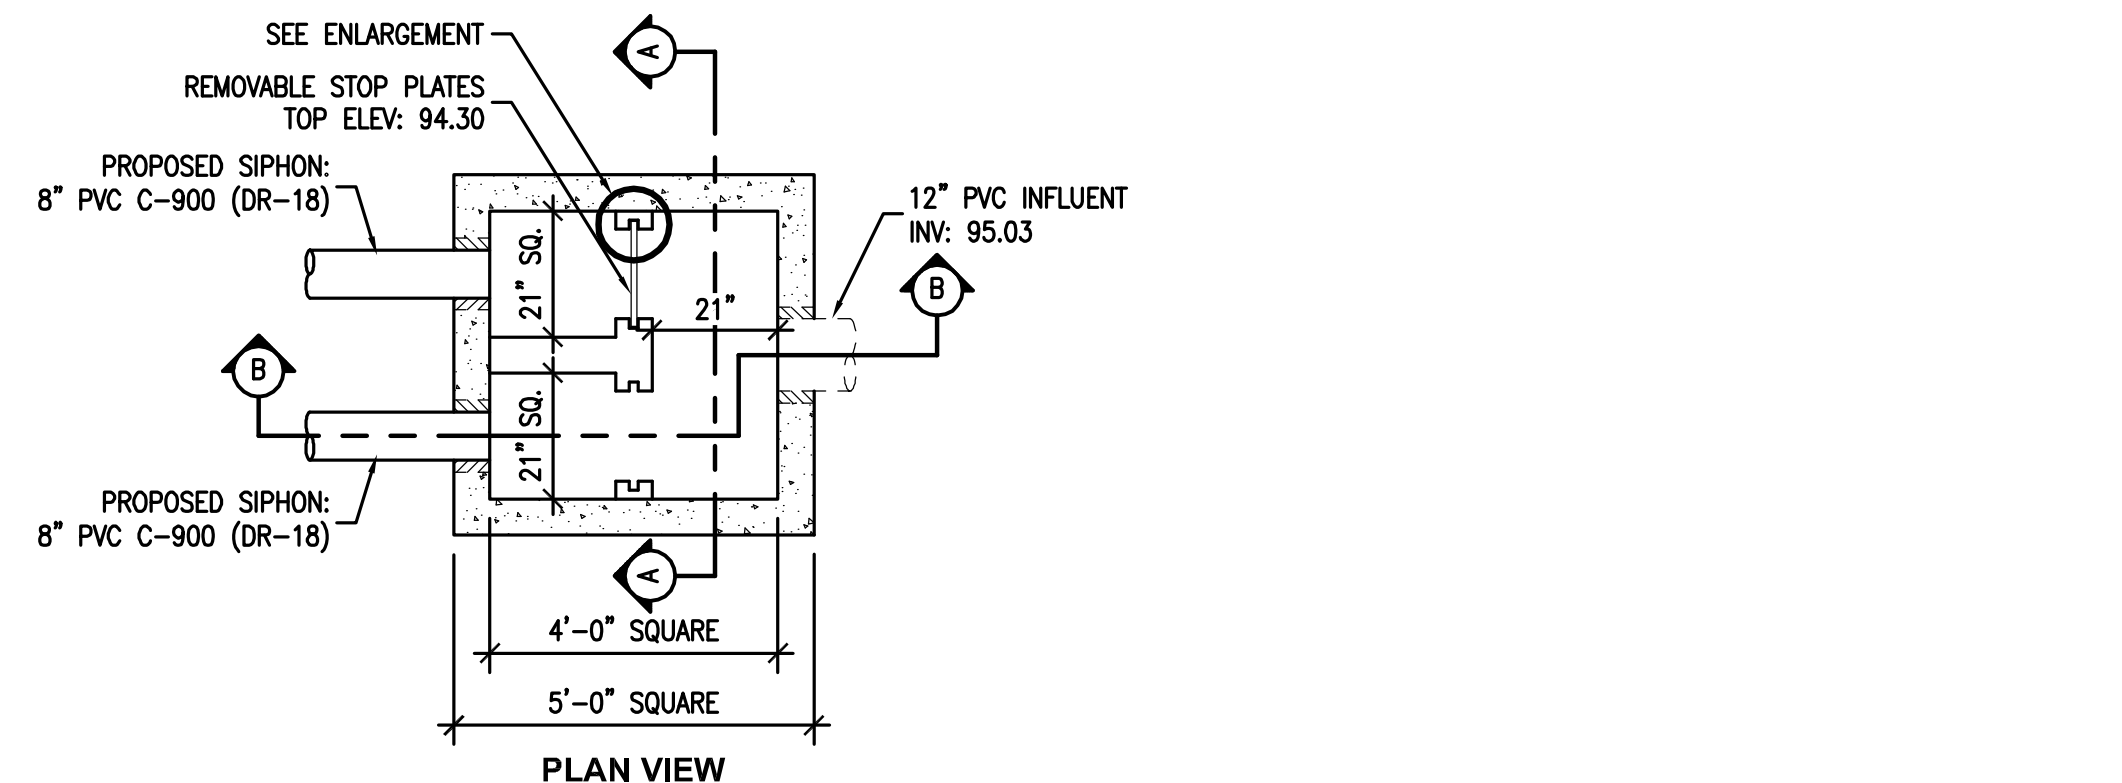 SEE ENLARGEMENT
REMOVABLE STOP PLATES
TOP ELEV: 94.30
PROPOSED SIPHON:
8" PVC C-900 (DR-18)
12" PVC INFLUENT
INV: 95.03
A
B
B
21" SQ.
21"
21" SQ.
PROPOSED SIPHON:
8" PVC C-900 (DR-18)
A
4'-0" SQUARE
5'-0" SQUARE
PLAN VIEW